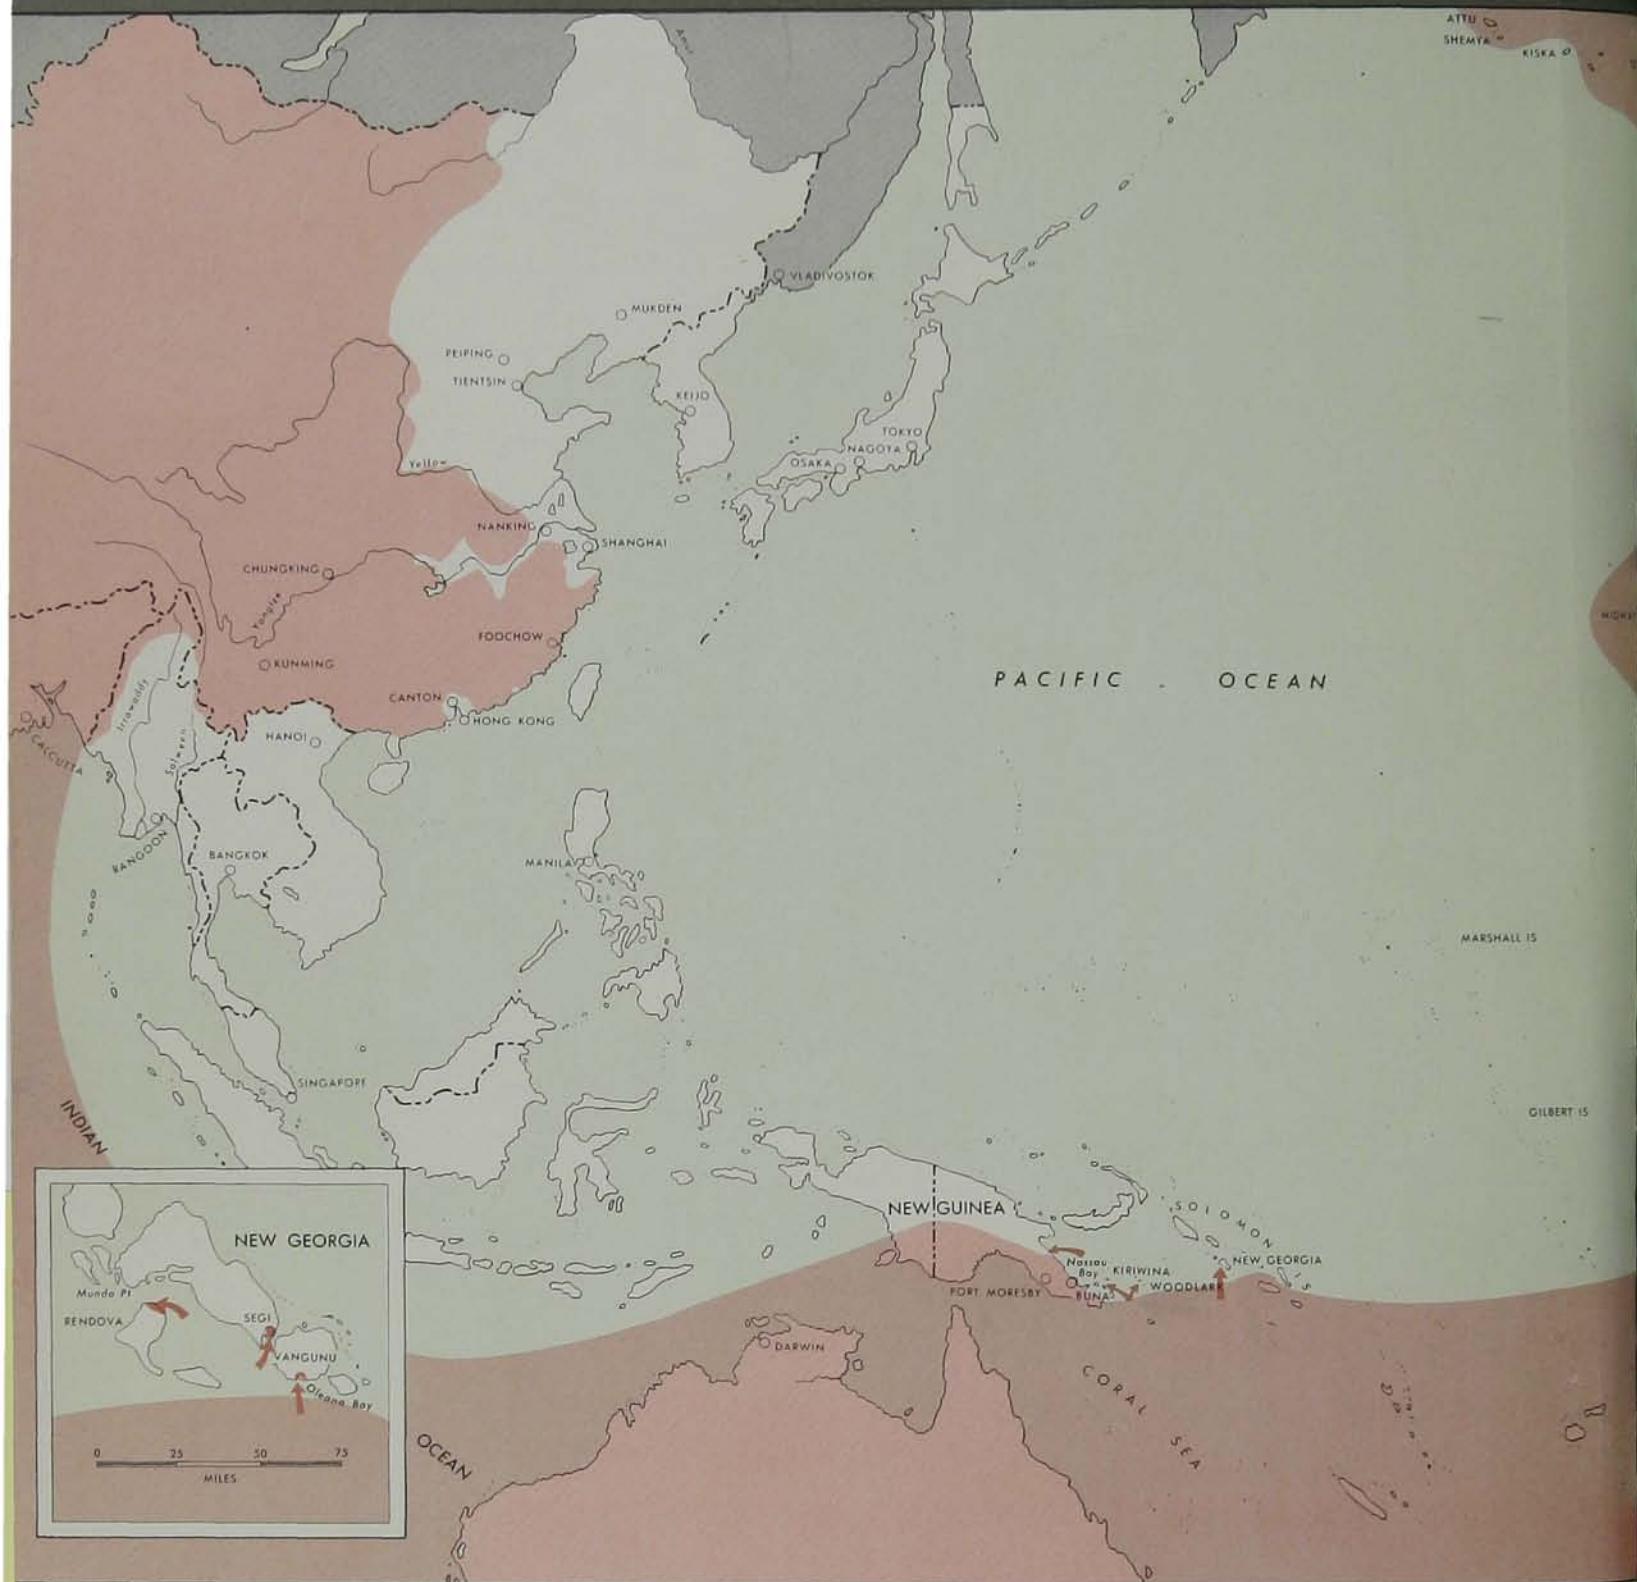 ATTU
SHEMYA
KISKA
Amur
VLADIVOSTOK
MUKDEN
PEIPING
TIENTSIN
KEIJO
TOKYO
NAGOYA
OSAKA
Yellow
NANKING
SHANGHAI
CHUNGKING
Yangtze
FOOCHOW
KUNMING
CANTON
HONG KONG
HANOI
Irrawaddy
Salween
CALCUTTA
RANGOON
BANGKOK
MANILA
PACIFIC OCEAN
MARSHALL IS
GILBERT IS
SINGAPORE
INDIAN
OCEAN
NEW GUINEA
SOLOMON
IS
NEW GEORGIA
Nassau
Bay
KIRIWINA
WOODLARK
BUNA
PORT MORESBY
DARWIN
CORAL SEA
NEW GEORGIA
Munda Pt
RENDOVA
SEGI
VANGUNU
Oleana Bay
0 25 50 75
MILES